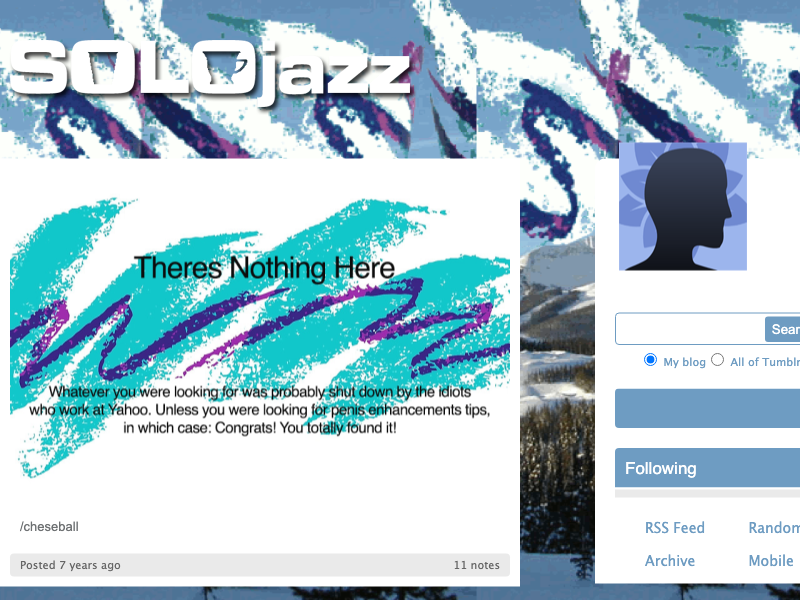 SOLOjazz
Theres Nothing Here
Whatever you were looking for was probably shut down by the idiots
who work at Yahoo. Unless you were looking for penis enhancements tips,
in which case: Congrats! You totally found it!
/cheseball
Posted 7 years ago
11 notes
Sear
My blog
All of Tumblr
Following
RSS Feed
Random
Archive
Mobile